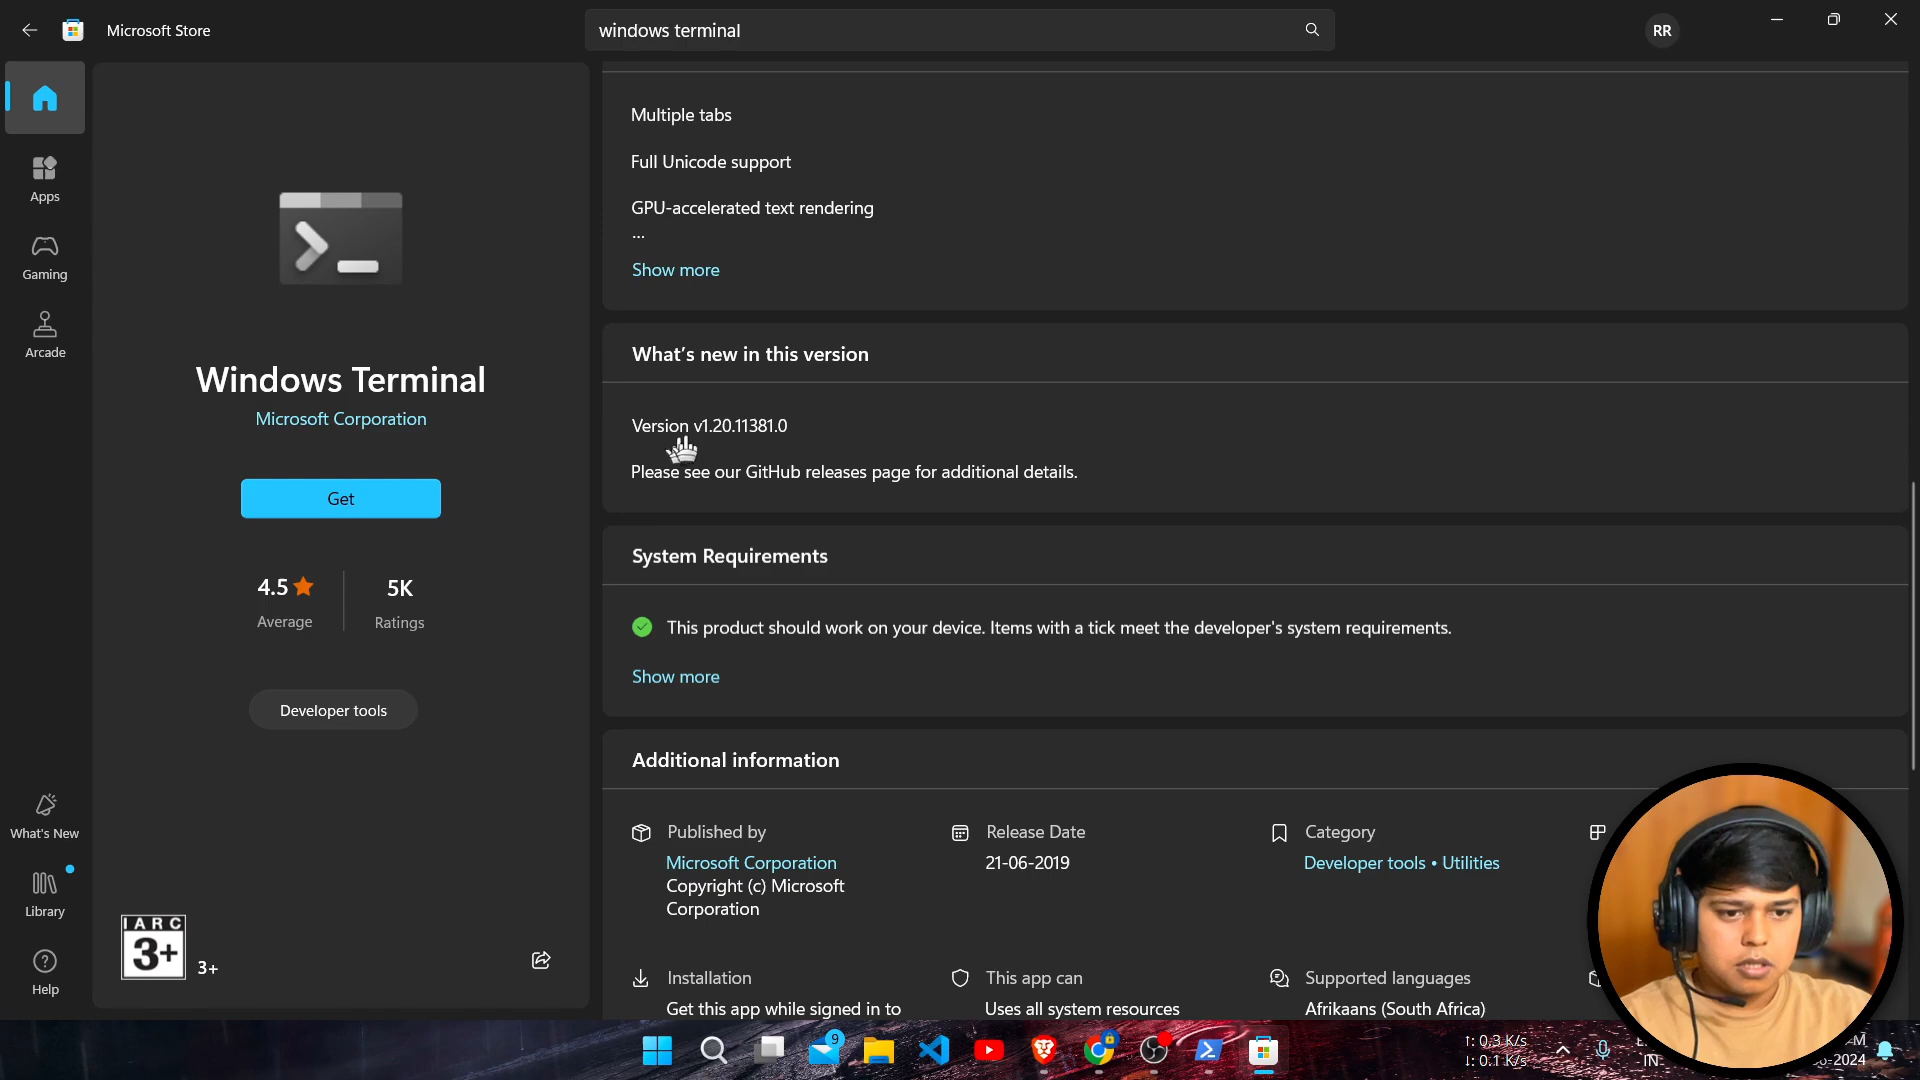 Microsoft Store
windows terminal
RR
Apps
Gaming
Arcade
What's New
Library
Help
Windows Terminal
Microsoft Corporation
Get
4.5
Average
5K
Ratings
Developer tools
IARC
3+
3+
Multiple tabs
Full Unicode support
GPU-accelerated text rendering
...
Show more
What's new in this version
Version v1.20.11381.0
Please see our GitHub releases page for additional details.
System Requirements
This product should work on your device. Items with a tick meet the developer's system requirements.
Show more
Additional information
Published by
Microsoft Corporation
Copyright (c) Microsoft
Corporation
Release Date
21-06-2019
Category
Developer tools • Utilities
Installation
Get this app while signed in to
This app can
Uses all system resources
Supported languages
Afrikaans (South Africa)
9
↑: 0.3 K/s
↓: 0.1 K/s
IN
-2024